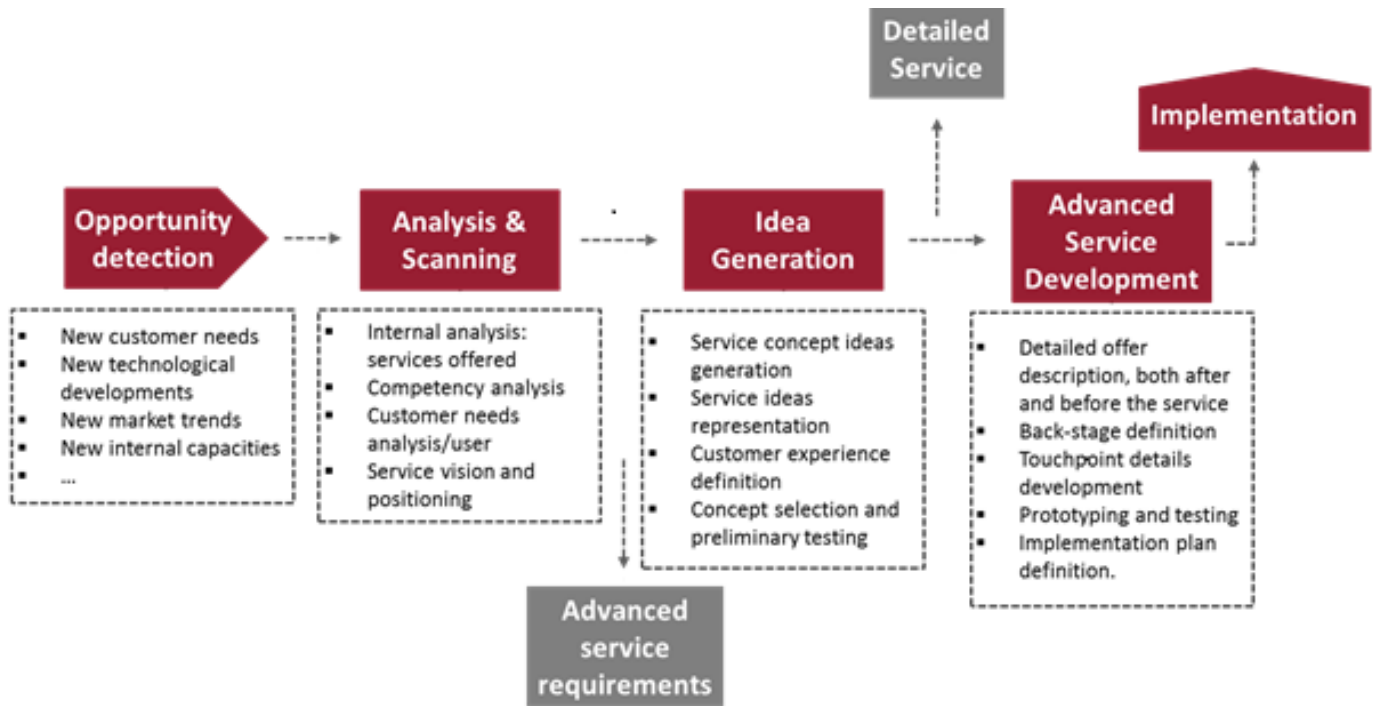 Detailed
Service
Implementation
Opportunity
detection
Analysis &
Scanning
Idea
Generation
Advanced
Service
Development
▪ New customer needs
▪ New technological
developments
▪ New market trends
▪ New internal capacities
▪ ...
▪ Internal analysis:
services offered
▪ Competency analysis
▪ Customer needs
analysis/user
▪ Service vision and
positioning
▪ Service concept ideas
generation
▪ Service ideas
representation
▪ Customer experience
definition
▪ Concept selection and
preliminary testing
▪ Detailed offer
description, both after
and before the service
▪ Back-stage definition
▪ Touchpoint details
development
▪ Prototyping and testing
▪ Implementation plan
definition.
Advanced
service
requirements